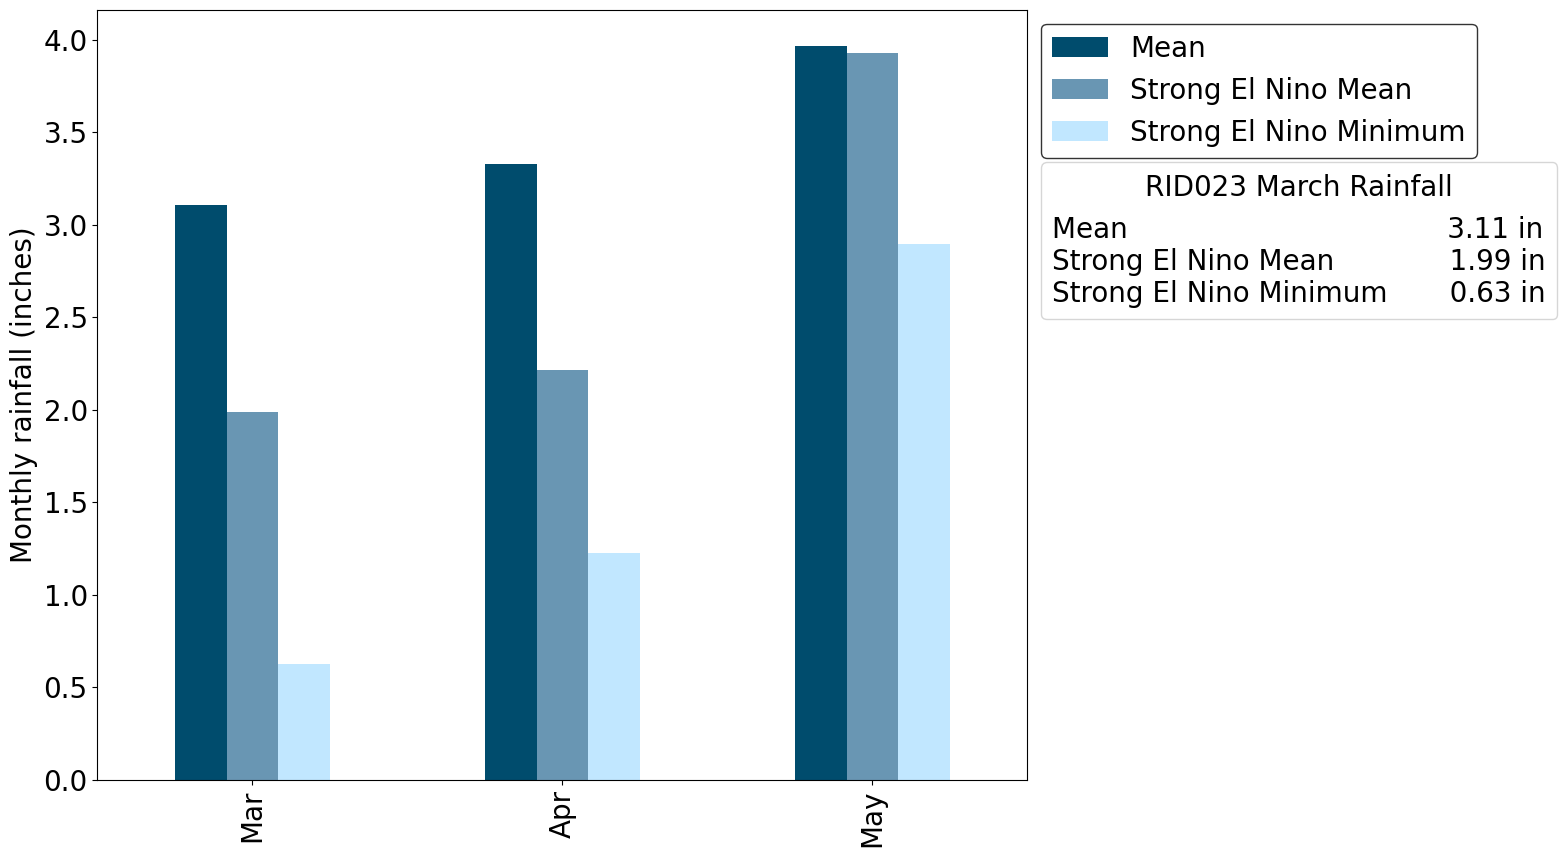 Monthly rainfall (inches)
4.0
3.5
3.0
2.5
2.0
1.5
1.0
0.5
0.0
Mar
Apr
May
Mean
Strong El Nino Mean
Strong El Nino Minimum
RID023 March Rainfall
Mean 3.11 in
Strong El Nino Mean 1.99 in
Strong El Nino Minimum 0.63 in